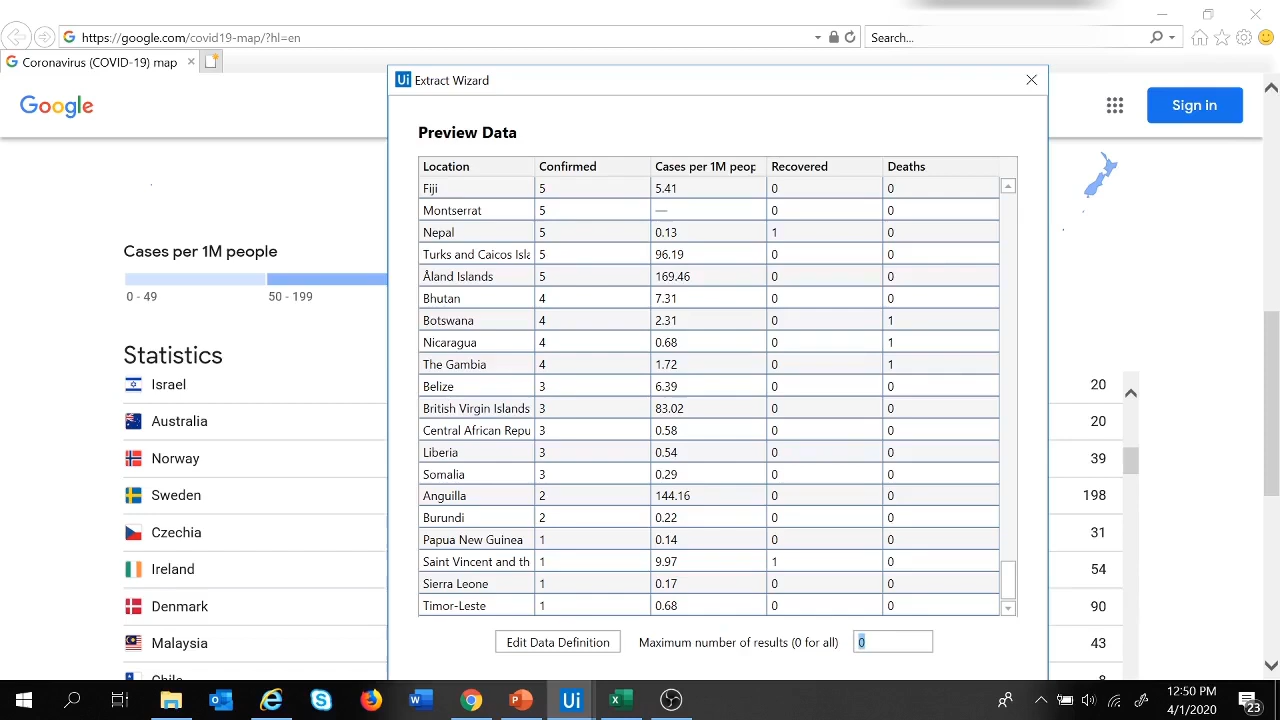 https://google.com/covid19-map/?hl=en
Search...
Coronavirus (COVID-19) map
Google
Sign in
Cases per 1M people
0 - 49
50 - 199
Statistics
Israel 20
Australia 20
Norway 39
Sweden 198
Czechia 31
Ireland 54
Denmark 90
Malaysia 43
Ui Extract Wizard
Preview Data
Location Confirmed Cases per 1M peop Recovered Deaths
Fiji 5 5.41 0 0
Montserrat 5 — 0 0
Nepal 5 0.13 1 0
Turks and Caicos Isla 5 96.19 0 0
Åland Islands 5 169.46 0 0
Bhutan 4 7.31 0 0
Botswana 4 2.31 0 1
Nicaragua 4 0.68 0 1
The Gambia 4 1.72 0 1
Belize 3 6.39 0 0
British Virgin Islands 3 83.02 0 0
Central African Repu 3 0.58 0 0
Liberia 3 0.54 0 0
Somalia 3 0.29 0 0
Anguilla 2 144.16 0 0
Burundi 2 0.22 0 0
Papua New Guinea 1 0.14 0 0
Saint Vincent and th 1 9.97 1 0
Sierra Leone 1 0.17 0 0
Timor-Leste 1 0.68 0 0
Edit Data Definition Maximum number of results (0 for all) 0
Ui
12:50 PM
4/1/2020
23